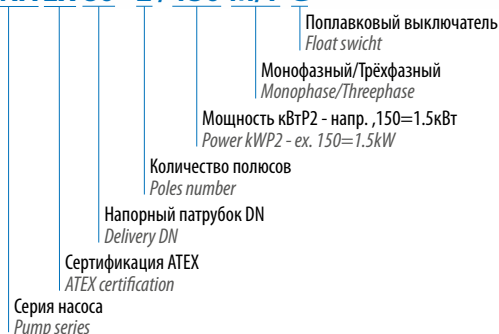 Поплавковый выключатель
Float swicht
Монофазный/Трёхфазный
Monophase/Threephase
Мощность кВтP2 - напр. ,150=1.5кВт
Power kWP2 - ex. 150=1.5kW
Количество полюсов
Poles number
Напорный патрубок DN
Delivery DN
Сертификация ATEX
ATEX certification
Серия насоса
Pump series